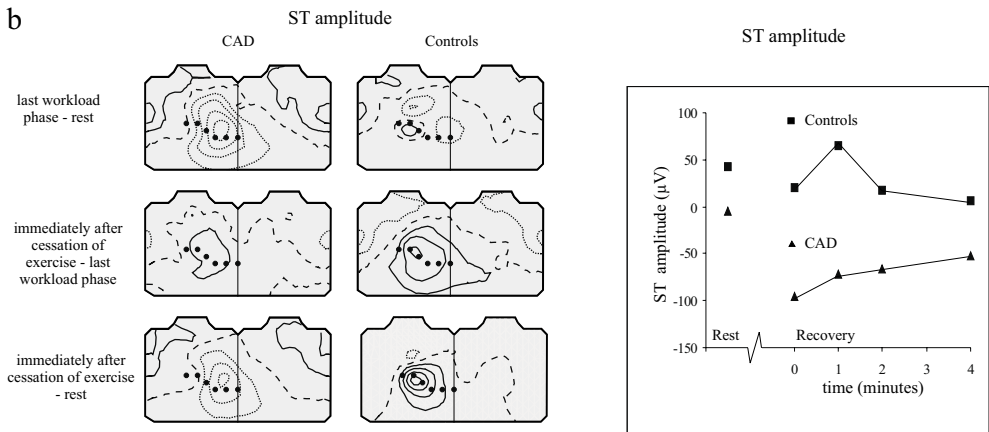 b
ST amplitude
CAD
Controls
last workload
phase - rest
immediately after
cessation of
exercise - last
workload phase
immediately after
cessation of exercise
- rest
ST amplitude
ST amplitude (µV)
100
50
0
-50
-100
-150
Controls
CAD
Rest
Recovery
0
1
2
3
4
time (minutes)